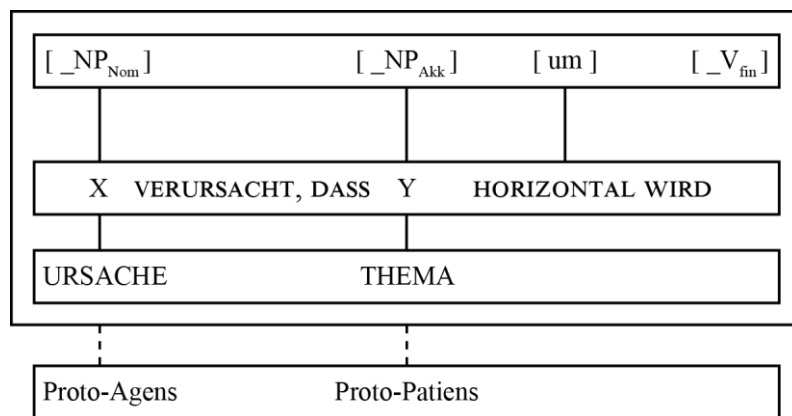 [ _NP_Nom ] [ _NP_Akk ] [ um ] [ _V_fin ]
X VERURSACHT, DASS Y HORIZONTAL WIRD
URSACHE THEMA
Proto-Agens Proto-Patiens